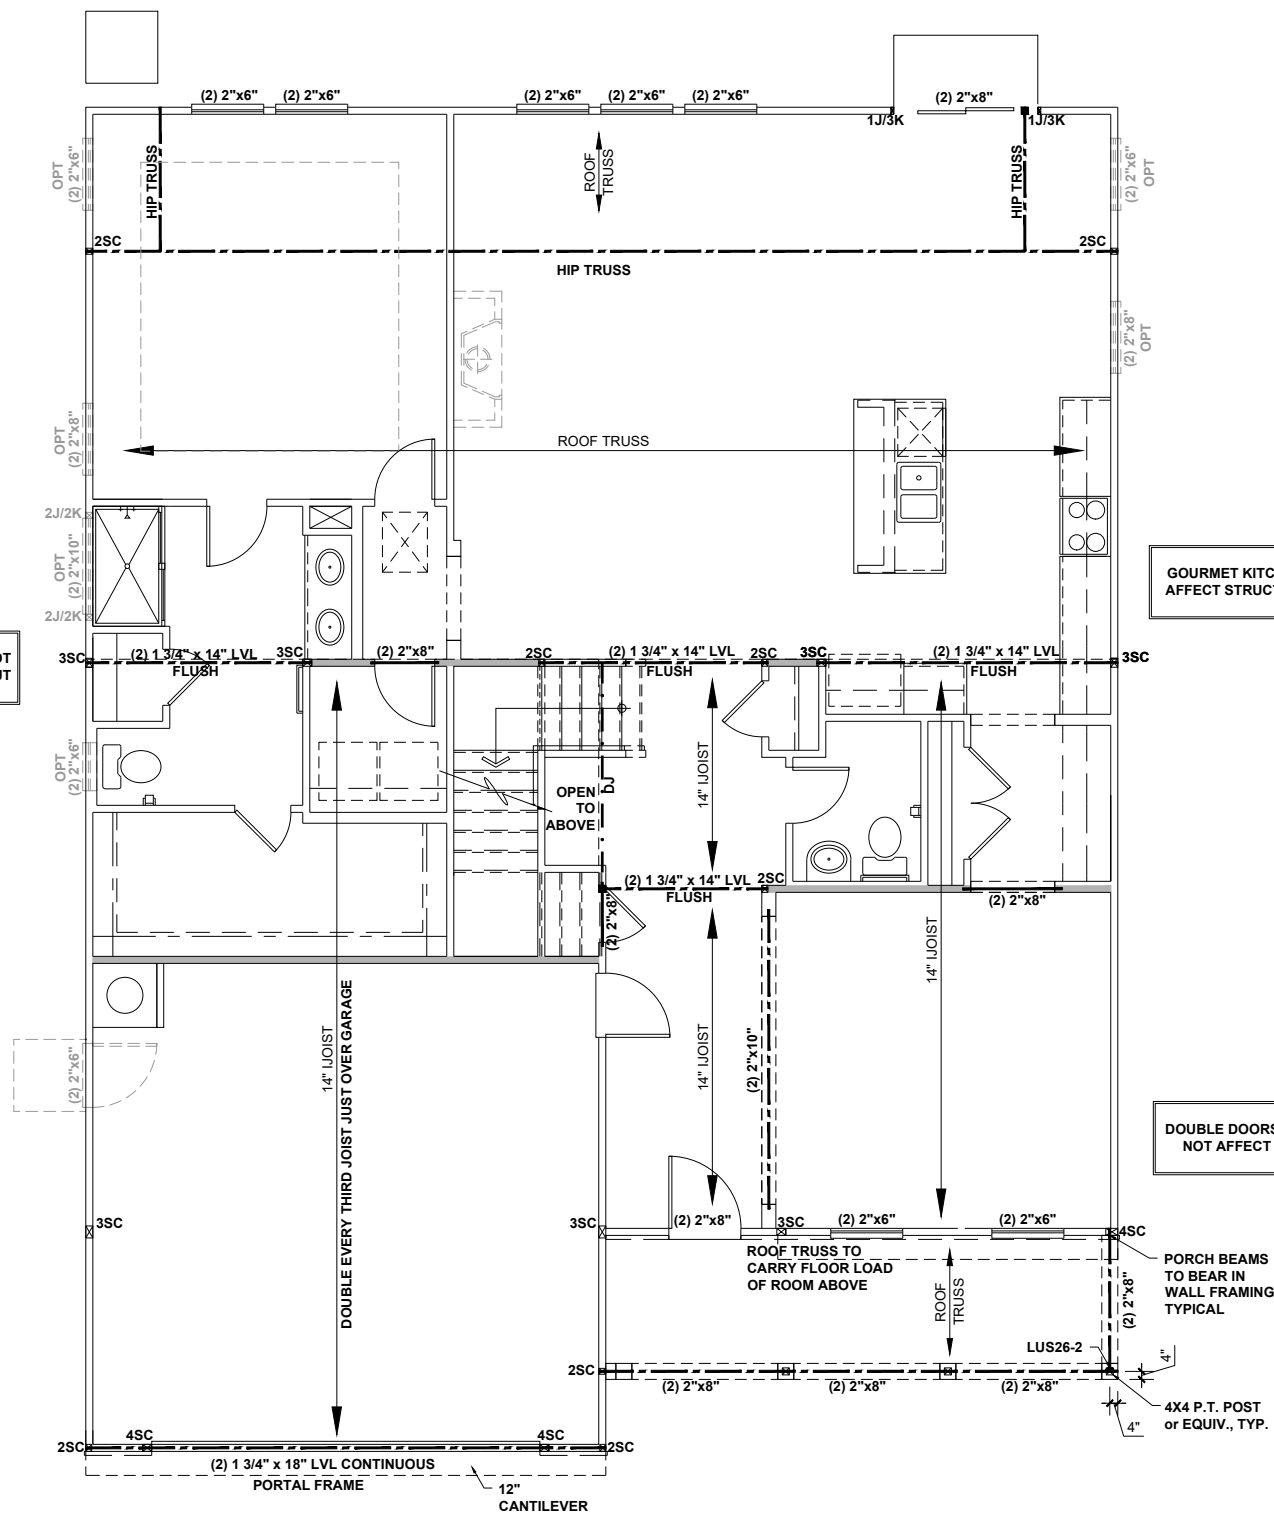 (2) 2"x6"
(2) 2"x6"
(2) 2"x6"
(2) 2"x6"
(2) 2"x6"
(2) 2"x8"
1J/3K
1J/3K
OPT
(2) 2"x6"
HIP TRUSS
ROOF
TRUSS
HIP TRUSS
(2) 2"x6"
OPT
2SC
2SC
HIP TRUSS
(2) 2"x8"
OPT
OPT
(2) 2"x8"
ROOF TRUSS
2J/2K
OPT
(2) 2"x10"
2J/2K
GOURMET KITC
AFFECT STRUCT
OT
UT
3SC
(2) 1 3/4" x 14" LVL
FLUSH
3SC
(2) 2"x8"
2SC
(2) 1 3/4" x 14" LVL
FLUSH
2SC
3SC
(2) 1 3/4" x 14" LVL
FLUSH
3SC
OPT
(2) 2"x6"
14" IJOIST
OPEN
TO
ABOVE
DJ
(2) 1 3/4" x 14" LVL
FLUSH
2SC
(2) 2"x8"
(2) 2"x8"
14" IJOIST
14" IJOIST
(2) 2"x10"
14" IJOIST
DOUBLE EVERY THIRD JOIST JUST OVER GARAGE
(2) 2"x6"
DOUBLE DOORS
NOT AFFECT
3SC
3SC
(2) 2"x8"
3SC
(2) 2"x6"
(2) 2"x6"
4SC
ROOF TRUSS TO
CARRY FLOOR LOAD
OF ROOM ABOVE
ROOF
TRUSS
(2) 2"x8"
PORCH BEAMS
TO BEAR IN
WALL FRAMING
TYPICAL
LUS26-2
4"
2SC
(2) 2"x8"
(2) 2"x8"
(2) 2"x8"
4"
4X4 P.T. POST
or EQUIV., TYP.
2SC
4SC
4SC
2SC
(2) 1 3/4" x 18" LVL CONTINUOUS
PORTAL FRAME
12"
CANTILEVER